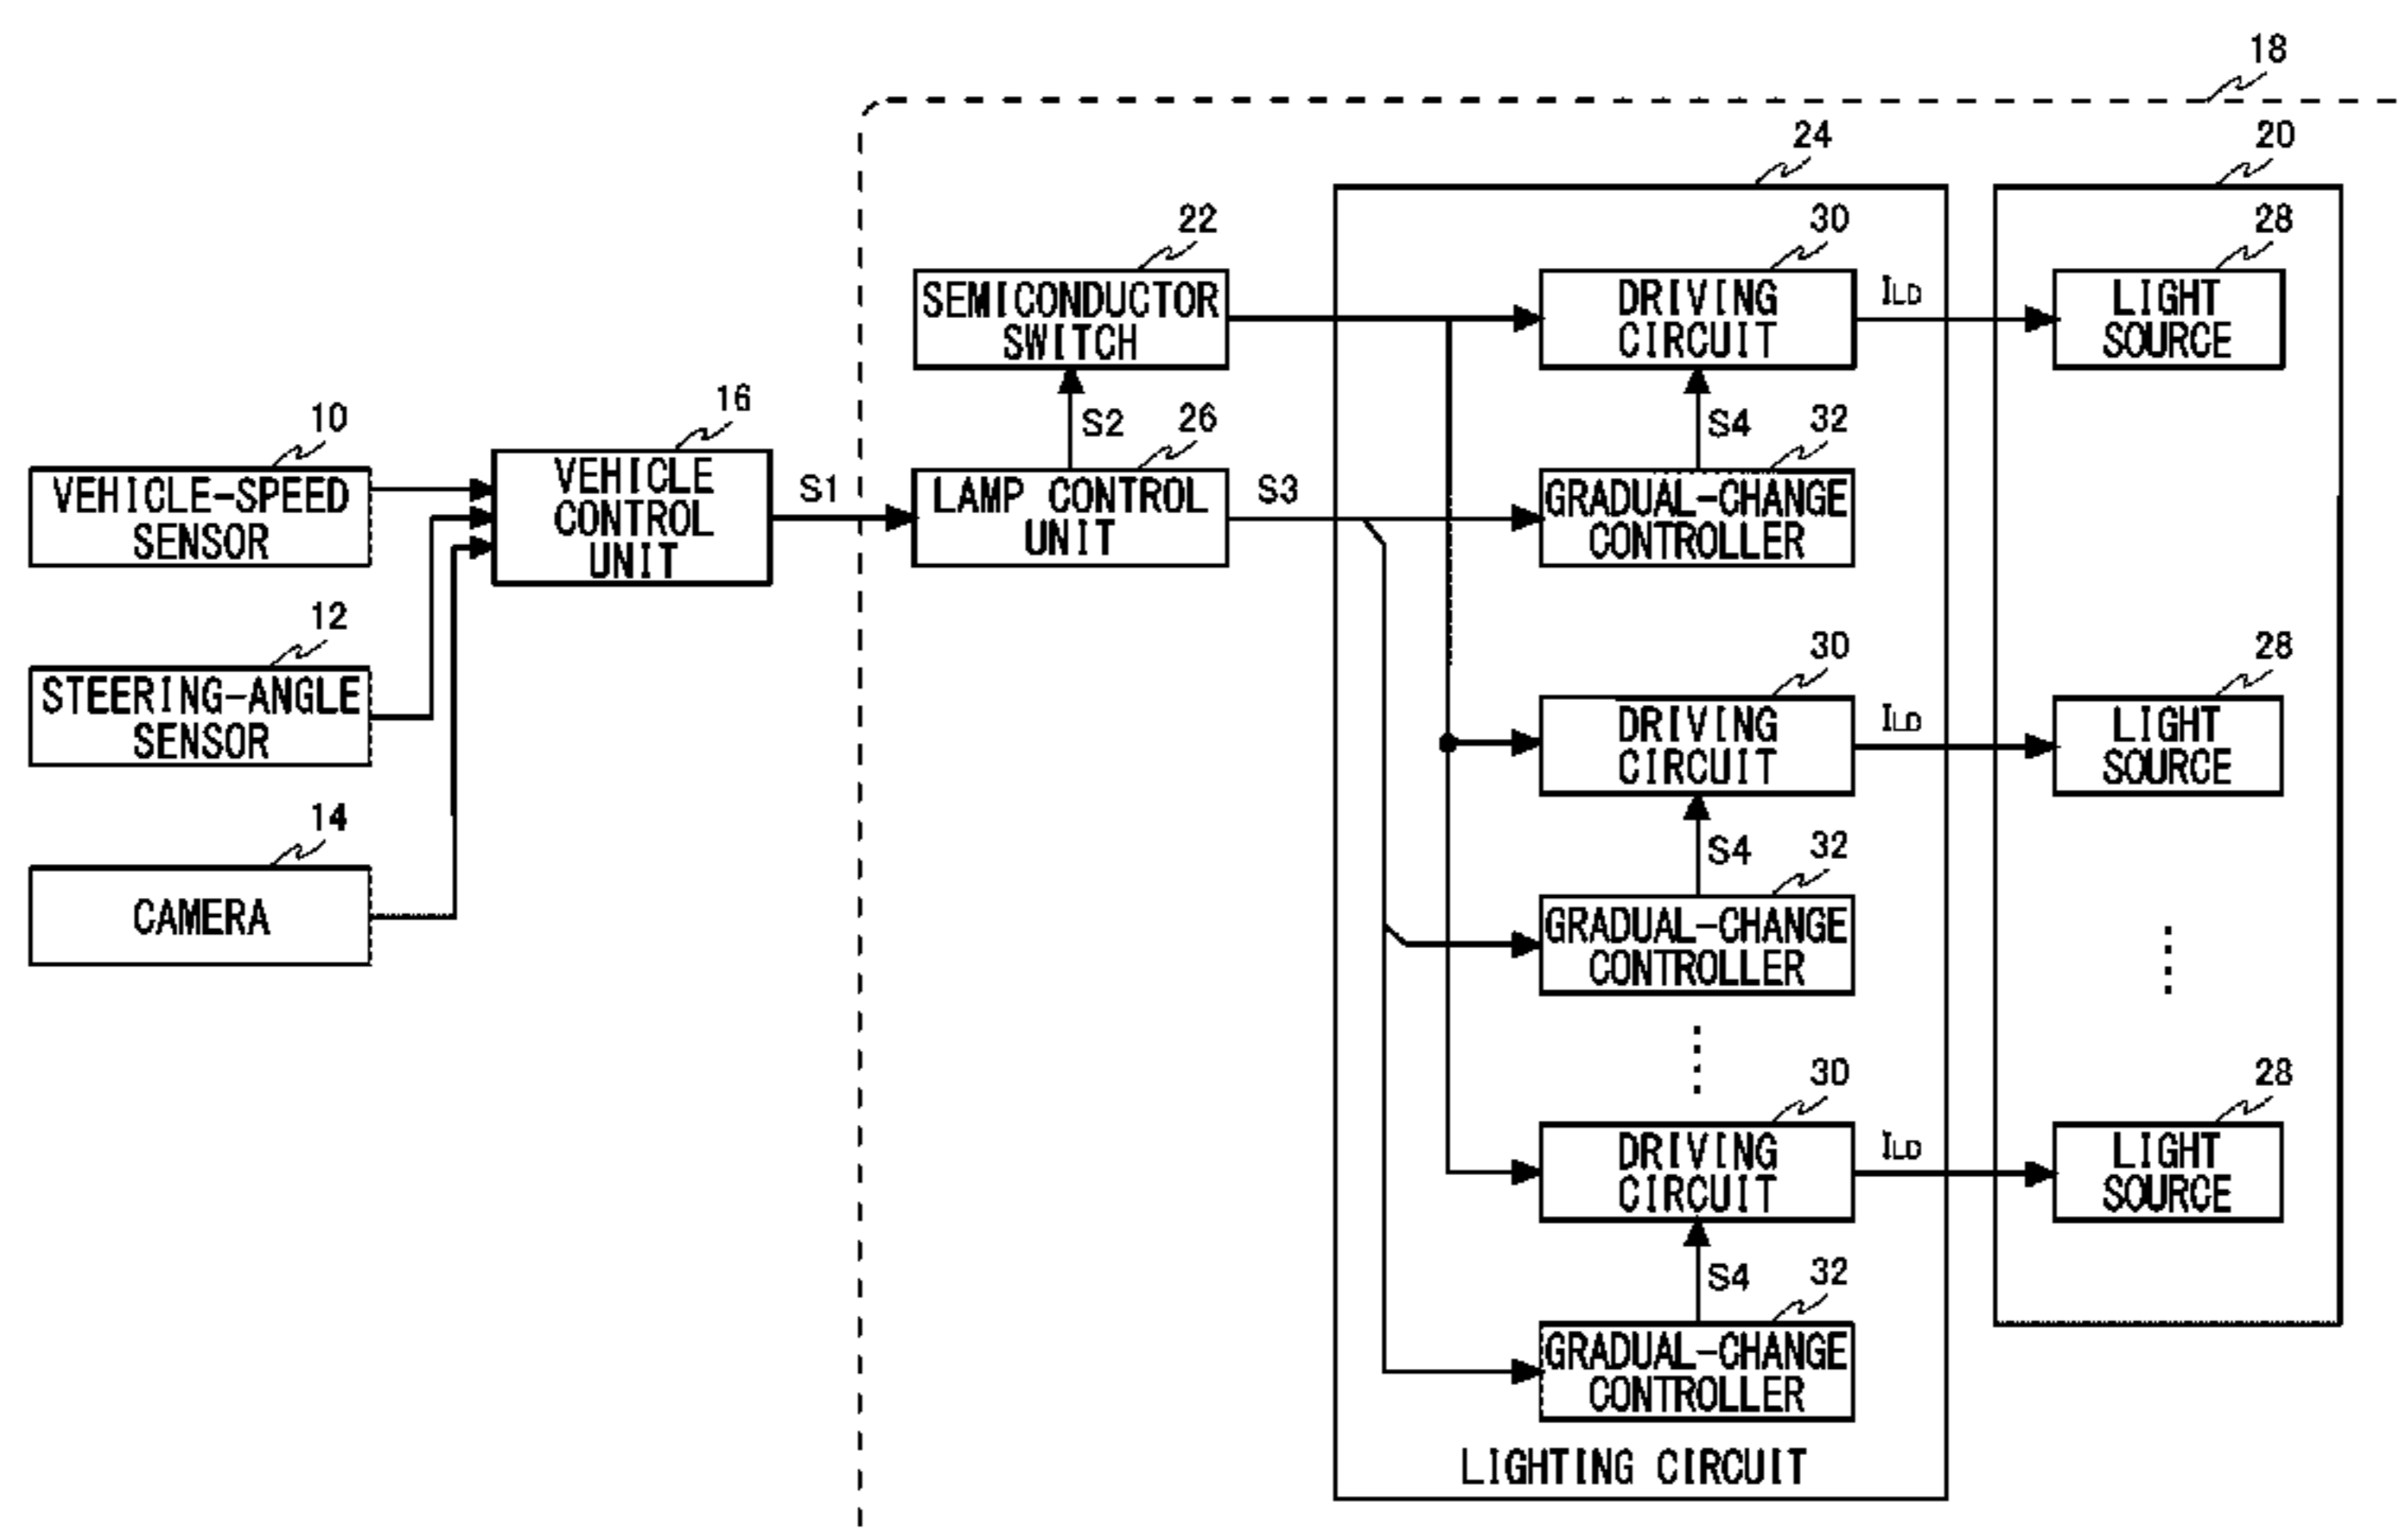 18
24
20
22
30
28
SEMICONDUCTOR
SWITCH
DRIVING
CIRCUIT
ILD
LIGHT
SOURCE
10
16
S2
26
S4
32
VEHICLE-SPEED
SENSOR
VEHICLE
CONTROL
UNIT
S1
LAMP CONTROL
UNIT
S3
GRADUAL-CHANGE
CONTROLLER
12
30
28
STEERING-ANGLE
SENSOR
DRIVING
CIRCUIT
ILD
LIGHT
SOURCE
14
S4
32
CAMERA
GRADUAL-CHANGE
CONTROLLER
30
28
DRIVING
CIRCUIT
ILD
LIGHT
SOURCE
S4
32
GRADUAL-CHANGE
CONTROLLER
LIGHTING CIRCUIT